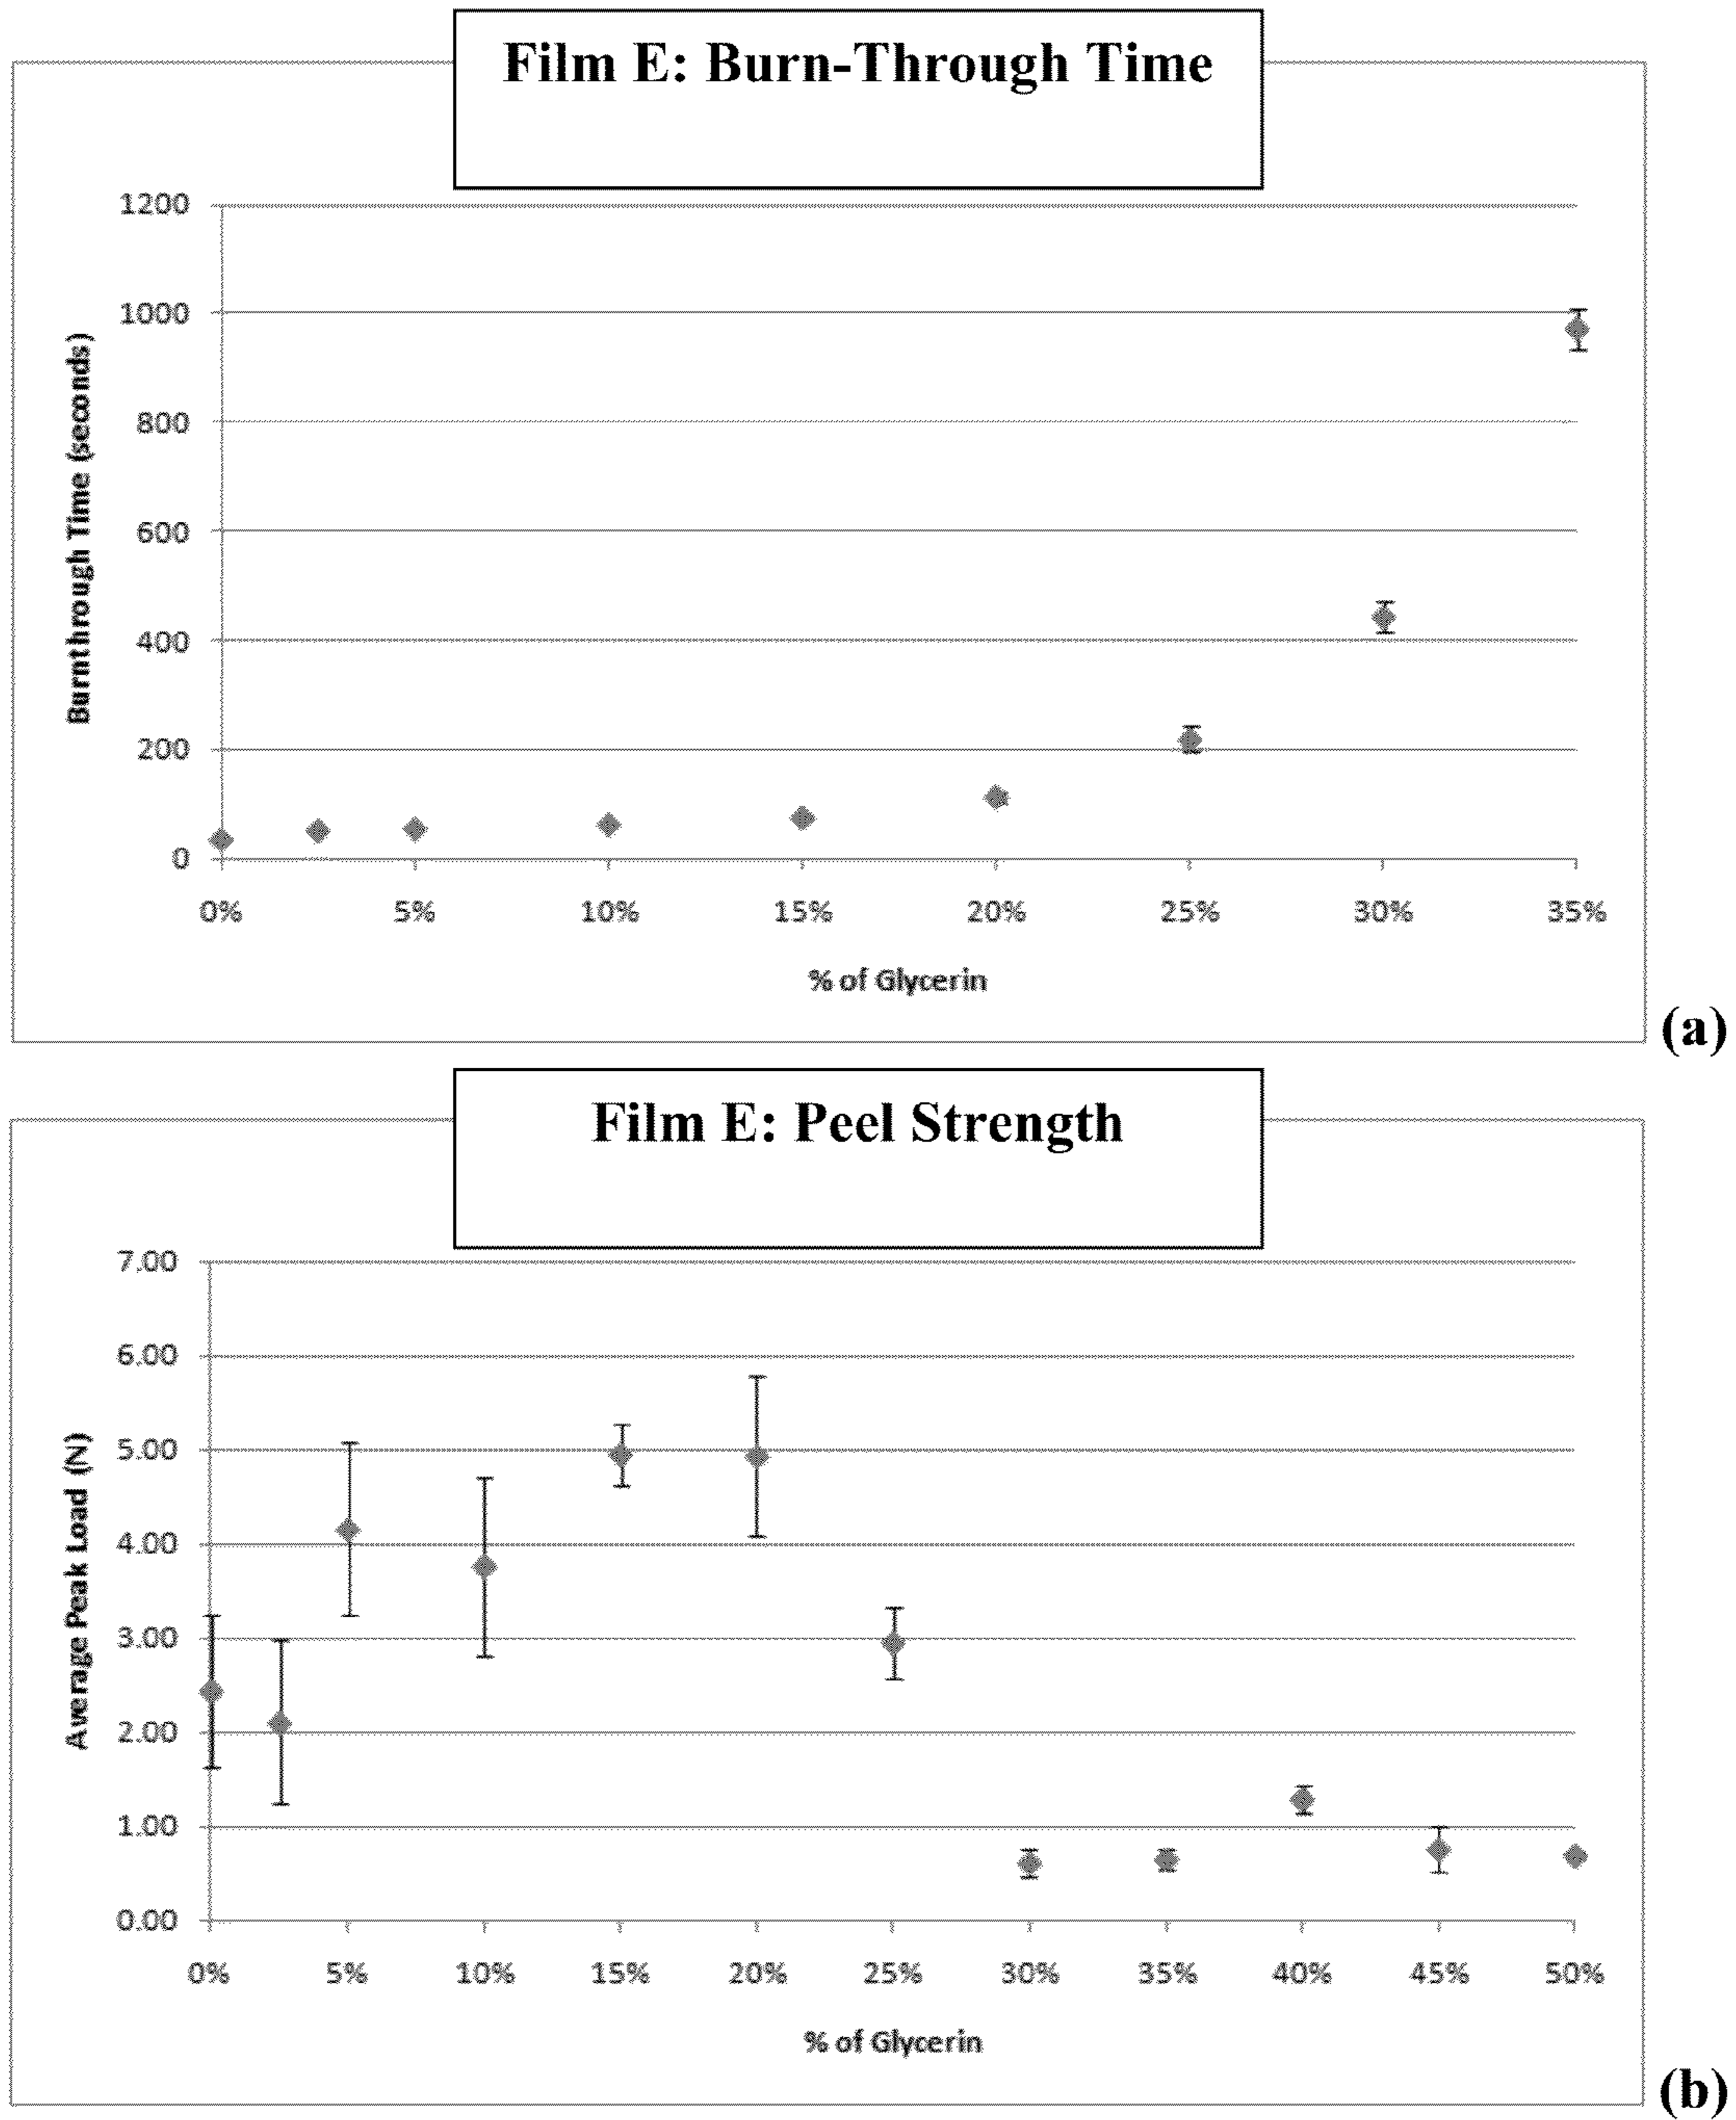 Film E: Burn-Through Time
1200
1000
800
600
400
200
0
Burnthrough Time (seconds)
0% 5% 10% 15% 20% 25% 30% 35%
% of Glycerin
(a)
Film E: Peel Strength
7.00
6.00
5.00
4.00
3.00
2.00
1.00
0.00
Average Peak Load (N)
0% 5% 10% 15% 20% 25% 30% 35% 40% 45% 50%
% of Glycerin
(b)